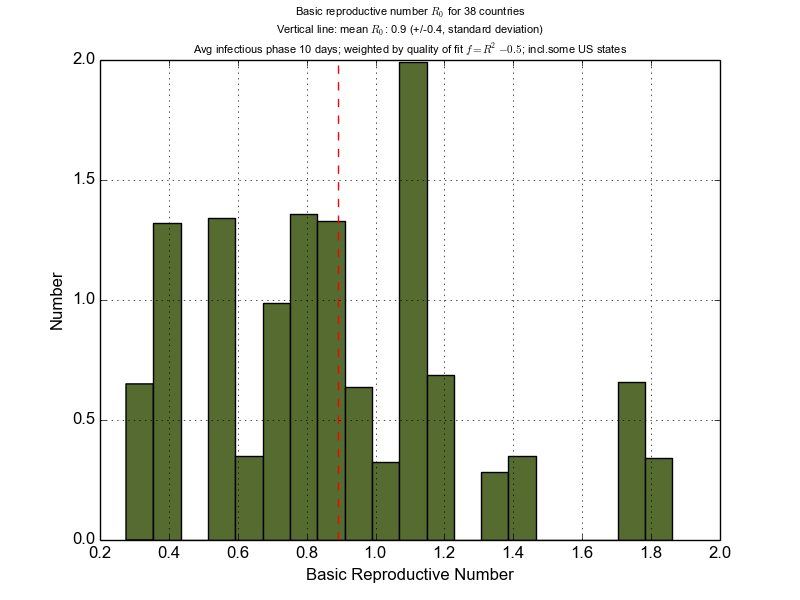 Basic reproductive number R_0 for 38 countries
Vertical line: mean R_0: 0.9 (+/-0.4, standard deviation)
Avg infectious phase 10 days; weighted by quality of fit f=R^2 −0.5; incl.some US states
2.0
1.5
1.0
0.5
0.0
Number
0.2 0.4 0.6 0.8 1.0 1.2 1.4 1.6 1.8 2.0
Basic Reproductive Number